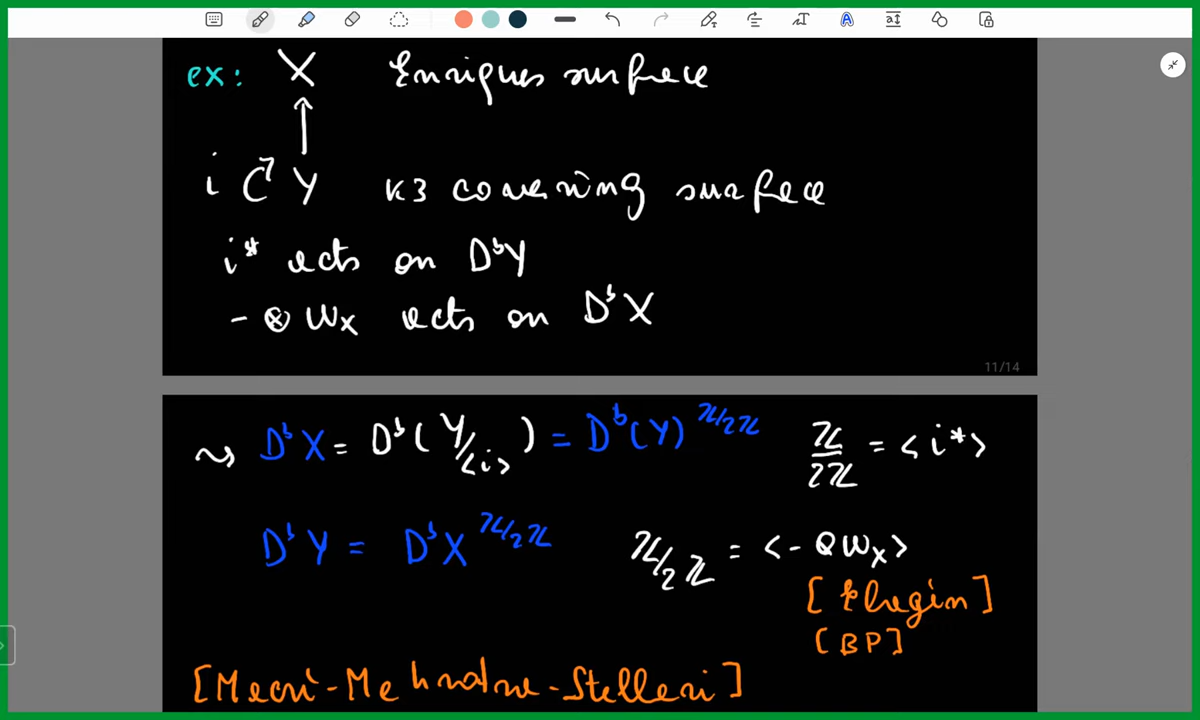 ex: X Enriques surface
↑
i ↻ Y K3 covering surface
i* acts on DᵇY
- ⊗ ωₓ acts on DᵇX
11/14
⇝ DᵇX = Dᵇ(Y/<i>) = Dᵇ(Y)^{ℤ/2ℤ} ℤ/2ℤ = <i*>
DᵇY = DᵇX^{ℤ/2ℤ} ℤ/2ℤ = <- ⊗ ωₓ>
[Elagin]
[BP]
[Macrì-Mehrotra-Stellari]